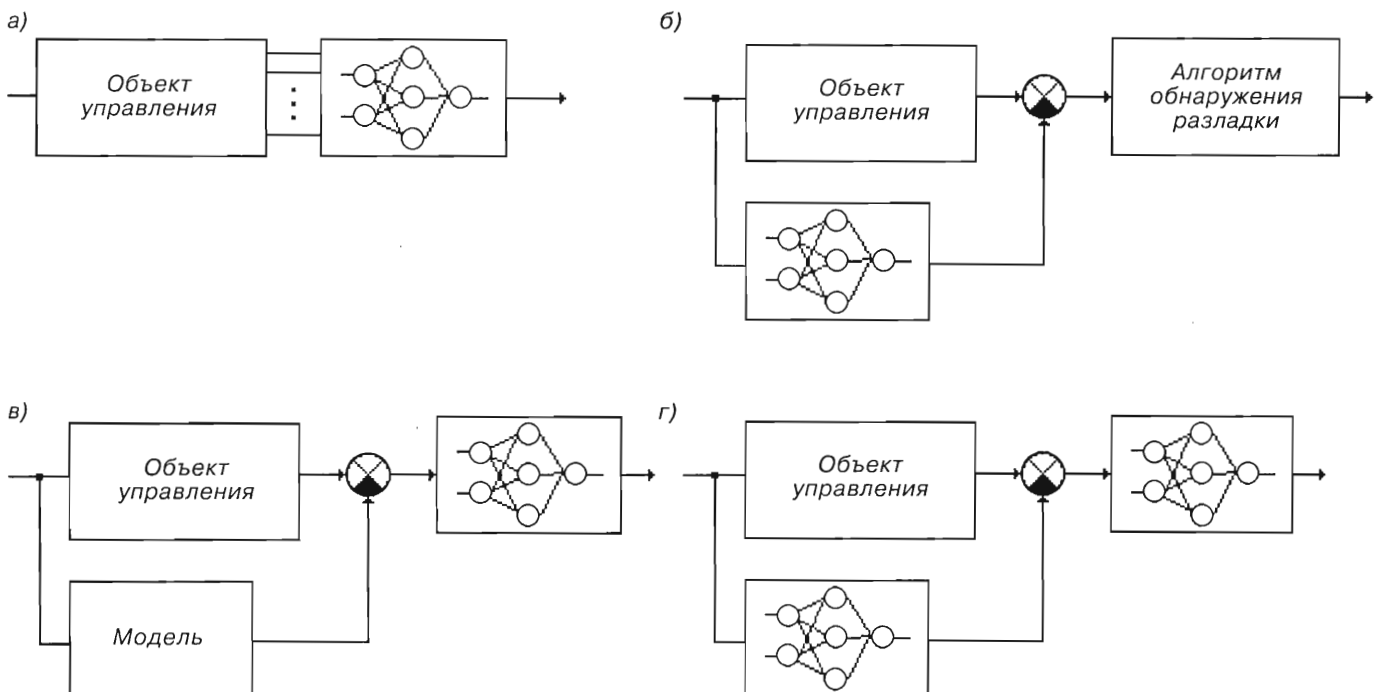 а)
Объект
управления
б)
Объект
управления
Алгоритм
обнаружения
разладки
в)
Объект
управления
Модель
г)
Объект
управления